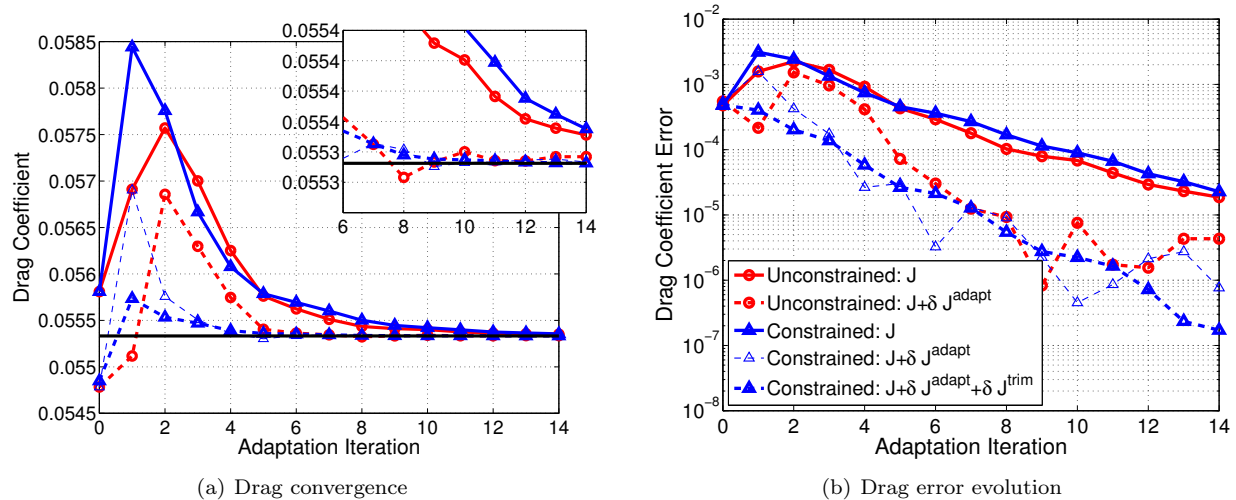 0.0585
0.058
0.0575
0.057
0.0565
0.056
0.0555
0.055
0.0545
Drag Coefficient
0 2 4 6 8 10 12 14
Adaptation Iteration
0.0554
0.0554
0.0554
0.0554
0.0553
0.0553
6 8 10 12 14
(a) Drag convergence
10^-2
10^-3
10^-4
10^-5
10^-6
10^-7
10^-8
Drag Coefficient Error
Unconstrained: J
Unconstrained: J+δ J^adapt
Constrained: J
Constrained: J+δ J^adapt
Constrained: J+δ J^adapt+δ J^trim
0 2 4 6 8 10 12 14
Adaptation Iteration
(b) Drag error evolution